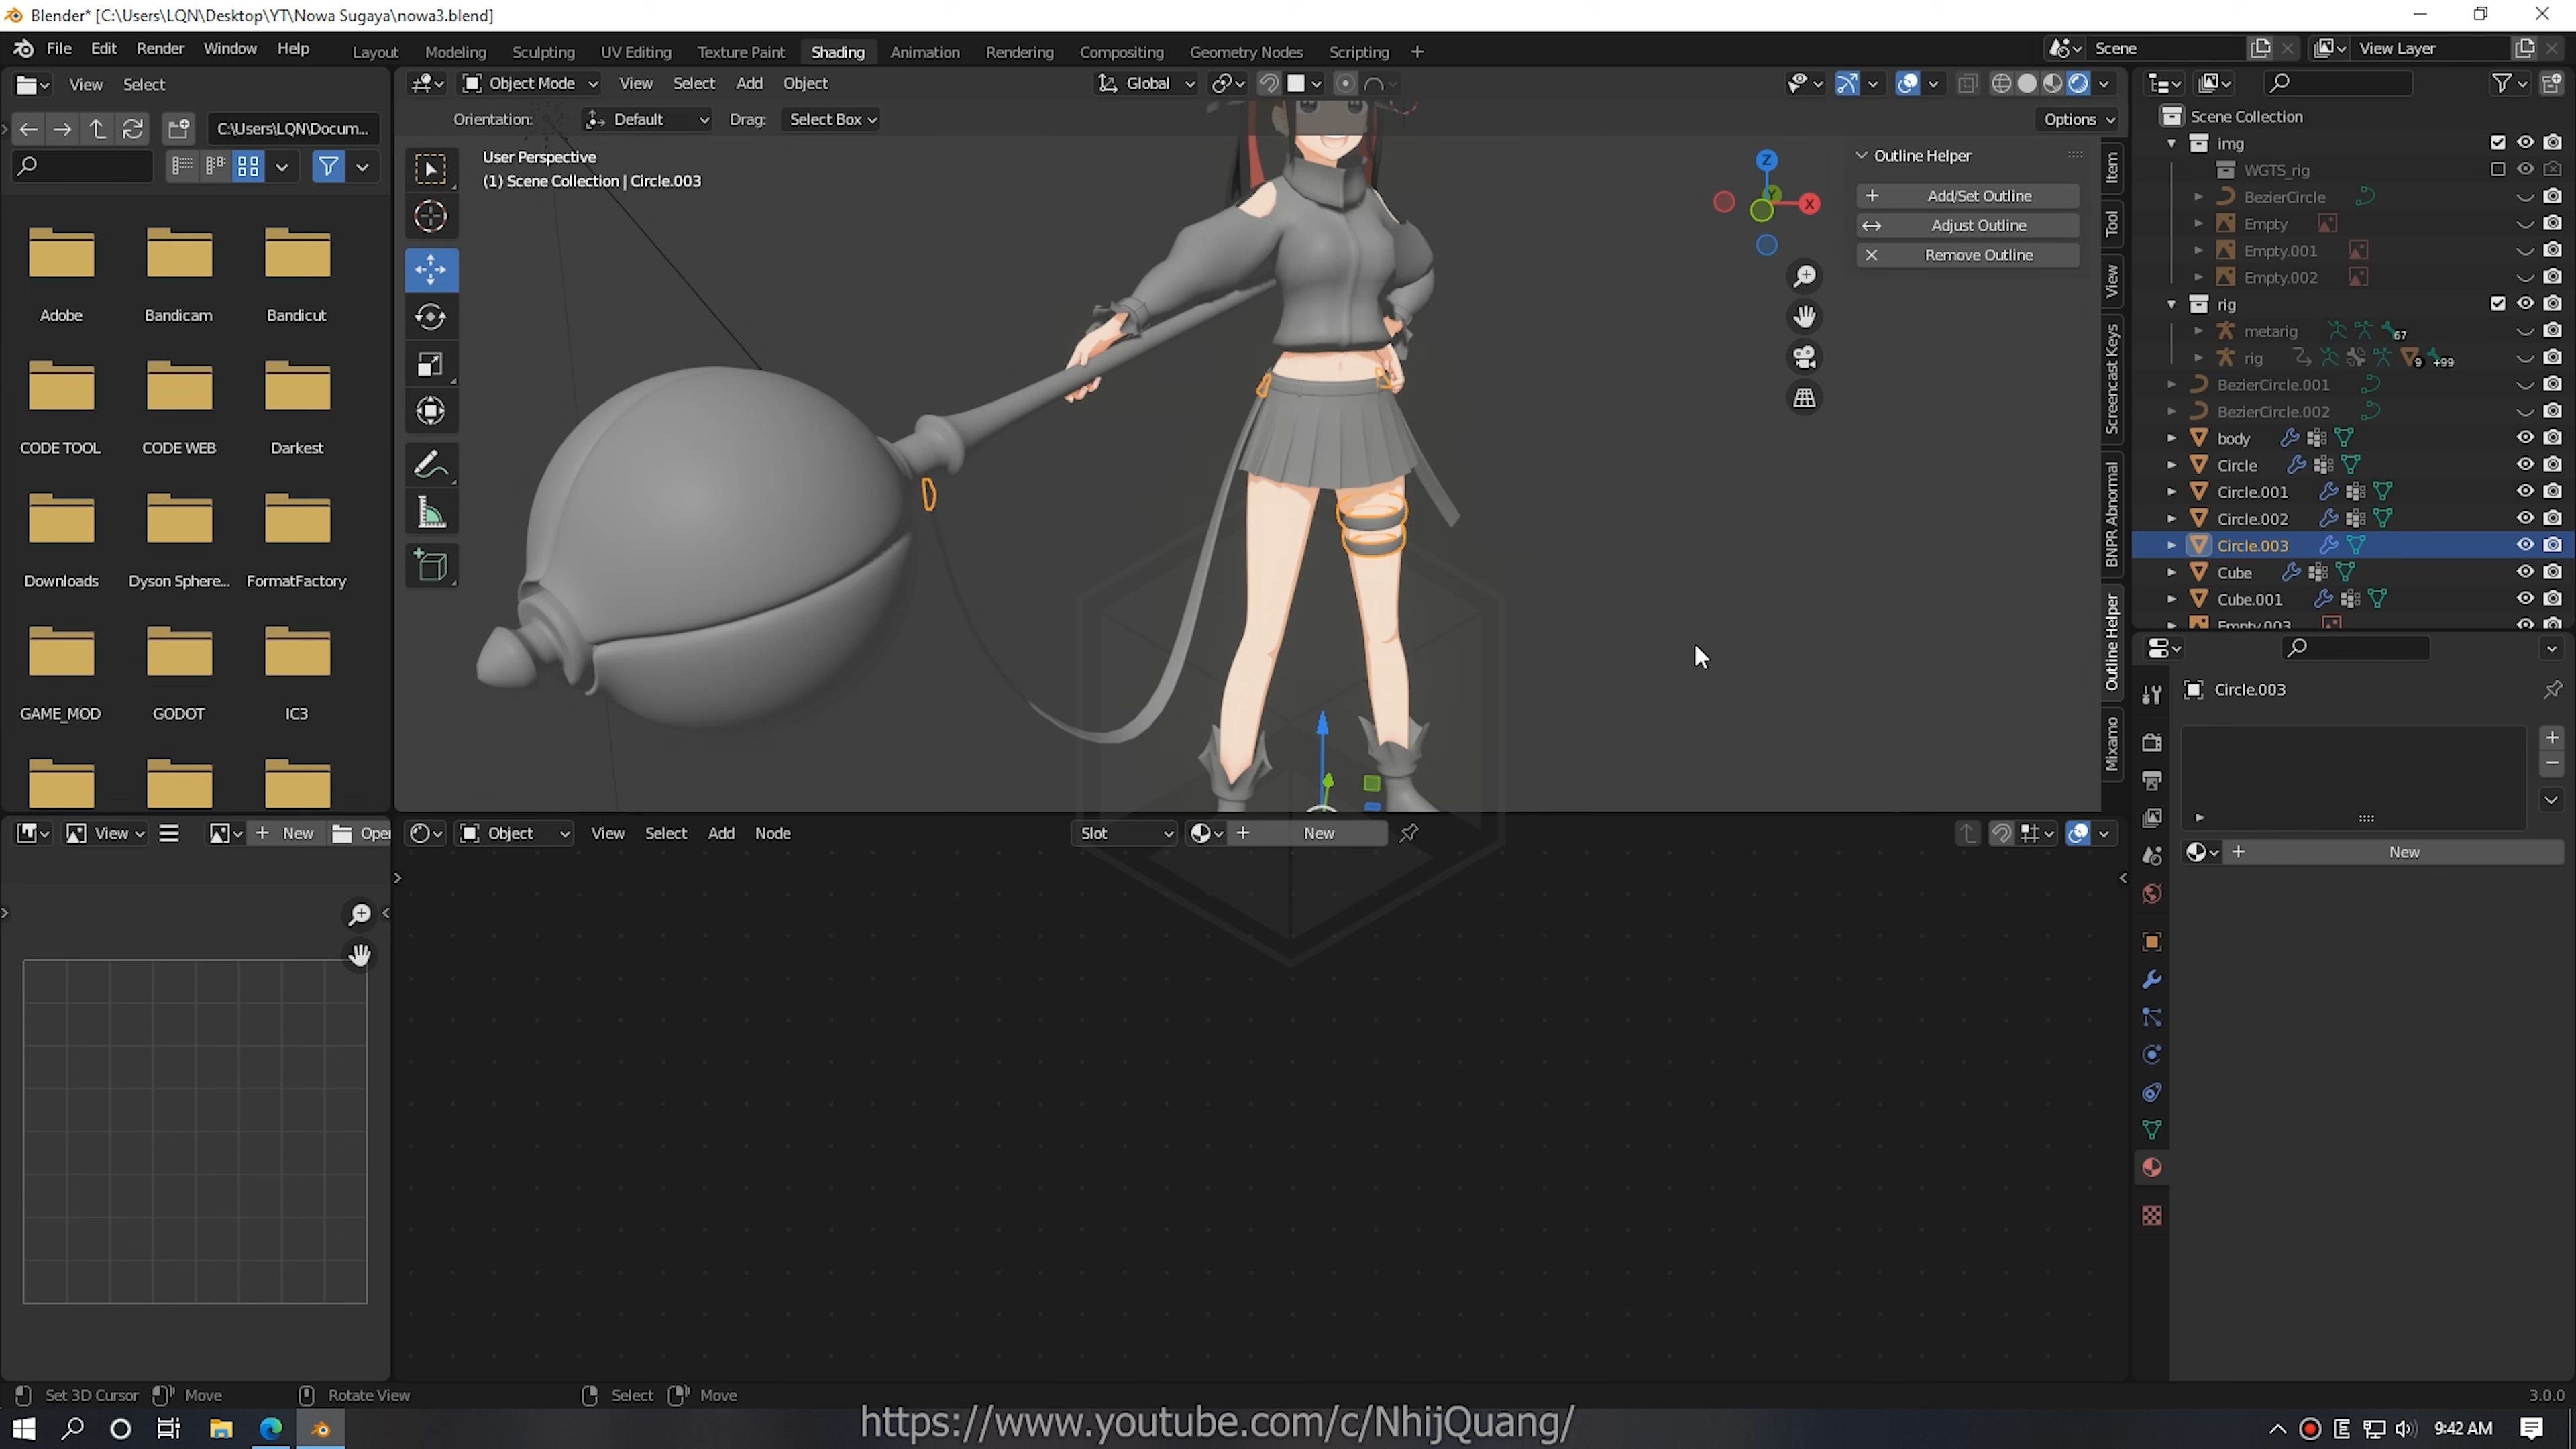 Blender* [C:\Users\LQN\Desktop\YT\Nowa Sugaya\nowa3.blend]
File Edit Render Window Help
Layout Modeling Sculpting UV Editing Texture Paint Shading Animation Rendering Compositing Geometry Nodes Scripting +
Scene
View Layer
View Select
Object Mode View Select Add Object
Global
C:\Users\LQN\Docum...
Orientation: Default Drag: Select Box
Options
User Perspective
(1) Scene Collection | Circle.003
Adobe Bandicam Bandicut
CODE TOOL CODE WEB Darkest
Downloads Dyson Sphere... FormatFactory
GAME_MOD GODOT IC3
Z
Y
X
Outline Helper
Add/Set Outline
Adjust Outline
Remove Outline
Item
Tool
View
Screencast Keys
BNPR Abnormal
Outline Helper
Mixamo
Scene Collection
img
WGTS_rig
BezierCircle
Empty
Empty.001
Empty.002
rig
metarig 67
rig 9 +99
BezierCircle.001
BezierCircle.002
body
Circle
Circle.001
Circle.002
Circle.003
Cube
Cube.001
Empty.003
Circle.003
New
View New Open
Object View Select Add Node
Slot New
Set 3D Cursor Move Rotate View Select Move
3.0.0
https://www.youtube.com/c/NhijQuang/
9:42 AM